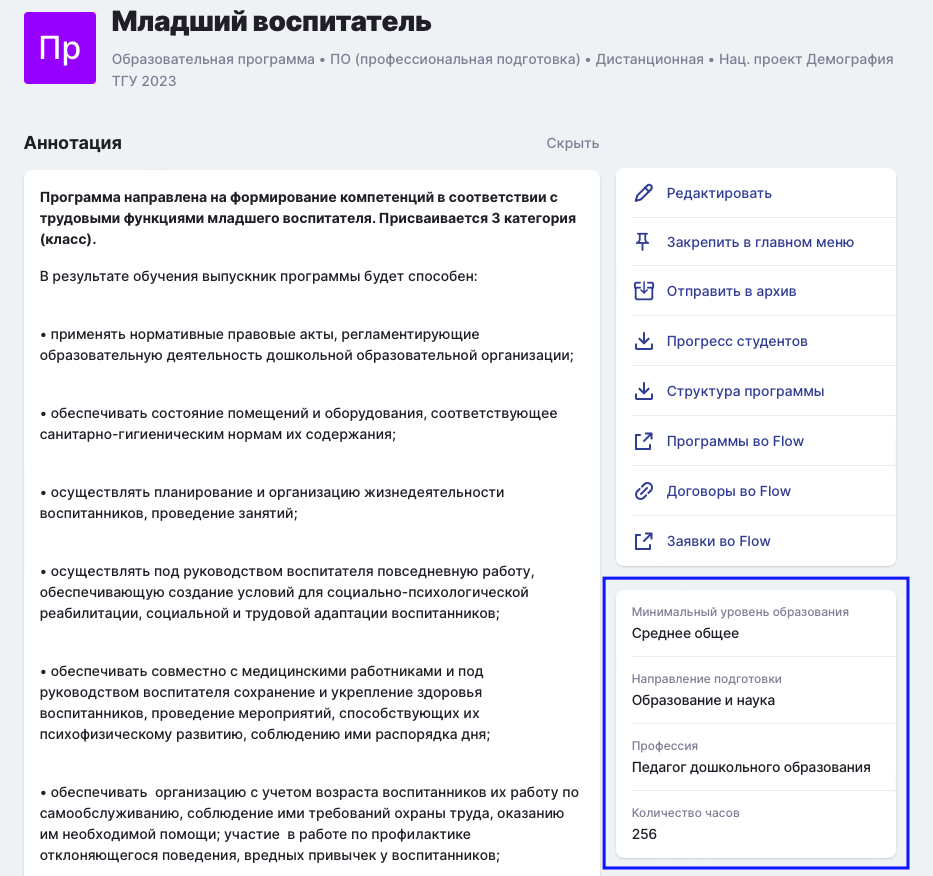 Пр
Младший воспитатель
Образовательная программа • ПО (профессиональная подготовка) • Дистанционная • Нац. проект Демография
ТГУ 2023
Аннотация
Скрыть
Программа направлена на формирование компетенций в соответствии с
трудовыми функциями младшего воспитателя. Присваивается 3 категория
(класс).
В результате обучения выпускник программы будет способен:
• применять нормативные правовые акты, регламентирующие
образовательную деятельность дошкольной образовательной организации;
• обеспечивать состояние помещений и оборудования, соответствующее
санитарно-гигиеническим нормам их содержания;
• осуществлять планирование и организацию жизнедеятельности
воспитанников, проведение занятий;
• осуществлять под руководством воспитателя повседневную работу,
обеспечивающую создание условий для социально-психологической
реабилитации, социальной и трудовой адаптации воспитанников;
• обеспечивать совместно с медицинскими работниками и под
руководством воспитателя сохранение и укрепление здоровья
воспитанников, проведение мероприятий, способствующих их
психофизическому развитию, соблюдению ими распорядка дня;
• обеспечивать  организацию с учетом возраста воспитанников их работу по
самообслуживанию, соблюдение ими требований охраны труда, оказанию
им необходимой помощи; участие  в работе по профилактике
отклоняющегося поведения, вредных привычек у воспитанников;
Редактировать
Закрепить в главном меню
Отправить в архив
Прогресс студентов
Структура программы
Программы во Flow
Договоры во Flow
Заявки во Flow
Минимальный уровень образования
Среднее общее
Направление подготовки
Образование и наука
Профессия
Педагог дошкольного образования
Количество часов
256